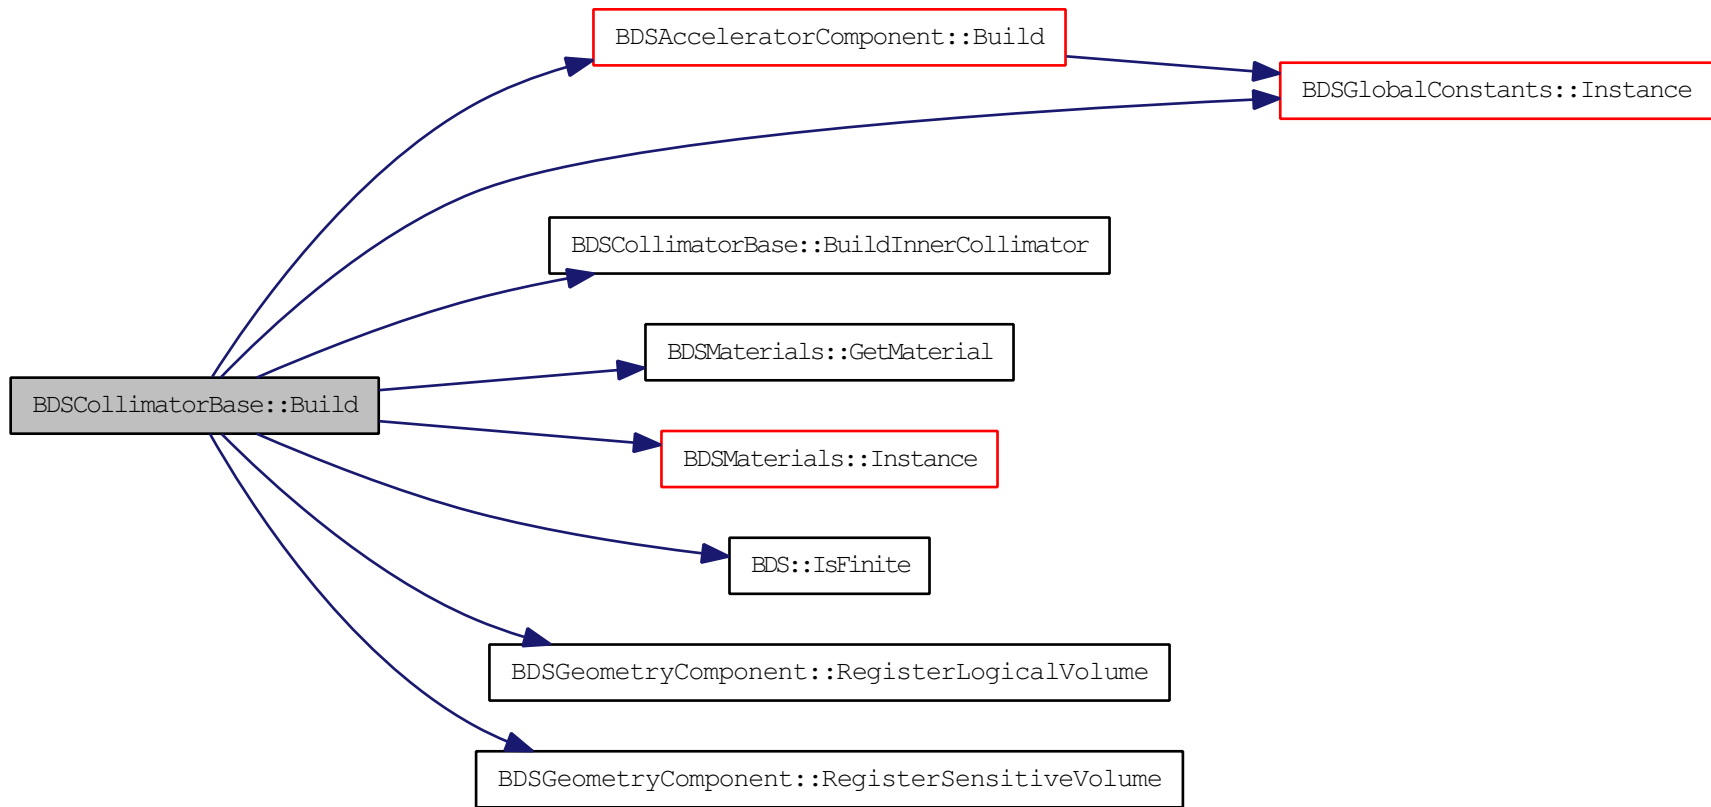 BDSAcceleratorComponent::Build
BDSGlobalConstants::Instance
BDSCollimatorBase::BuildInnerCollimator
BDSMaterials::GetMaterial
BDSCollimatorBase::Build
BDSMaterials::Instance
BDS::IsFinite
BDSGeometryComponent::RegisterLogicalVolume
BDSGeometryComponent::RegisterSensitiveVolume